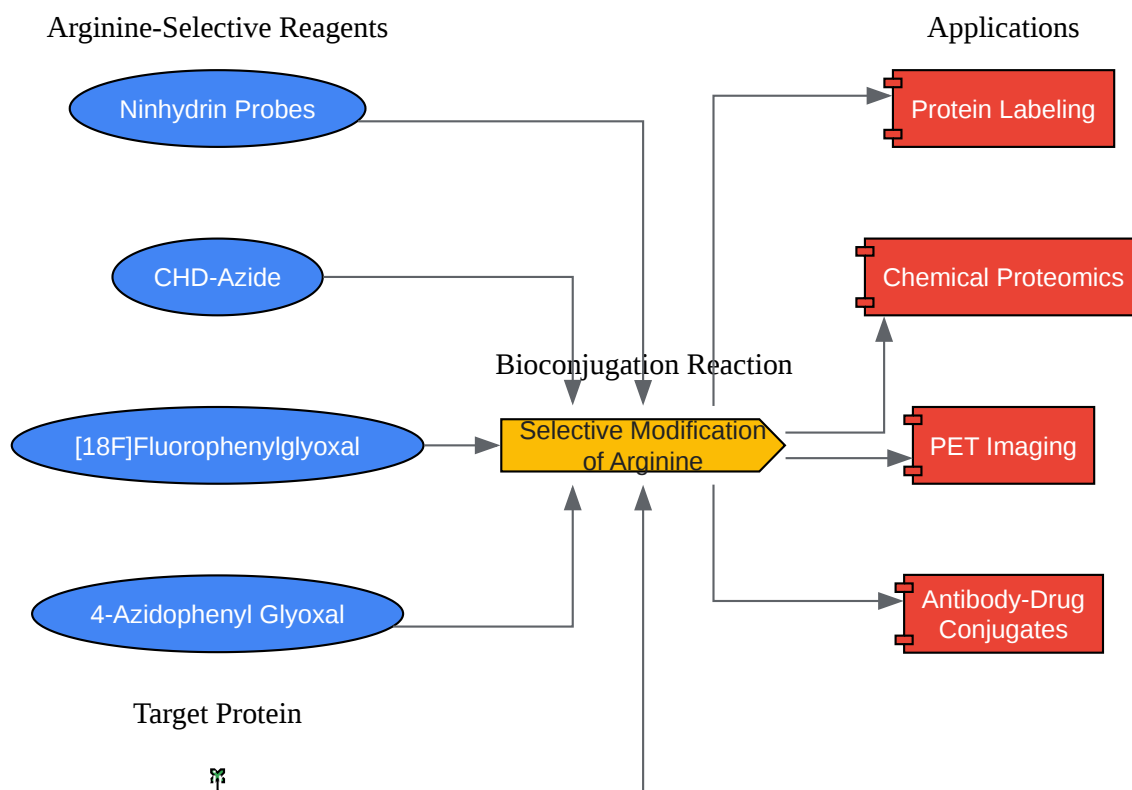 Arginine-Selective Reagents
Applications
Ninhydrin Probes
Protein Labeling
CHD-Azide
Chemical Proteomics
Bioconjugation Reaction
[18F]Fluorophenylglyoxal
Selective Modification
of Arginine
PET Imaging
4-Azidophenyl Glyoxal
Antibody-Drug
Conjugates
Target Protein